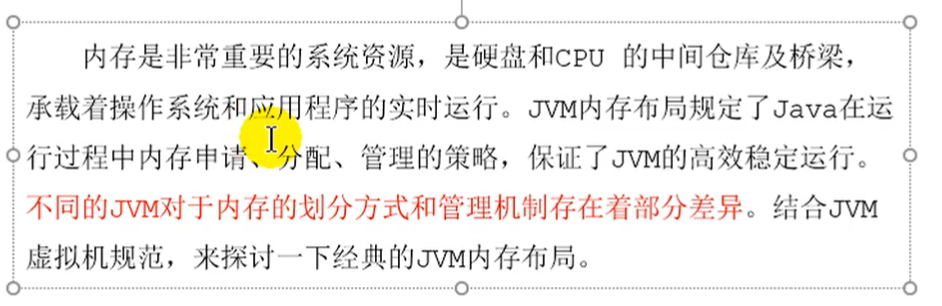 内存是非常重要的系统资源，是硬盘和CPU 的中间仓库及桥梁，
承载着操作系统和应用程序的实时运行。JVM内存布局规定了Java在运
行过程中内存申请、分配、管理的策略，保证了JVM的高效稳定运行。
不同的JVM对于内存的划分方式和管理机制存在着部分差异。结合JVM
虚拟机规范，来探讨一下经典的JVM内存布局。